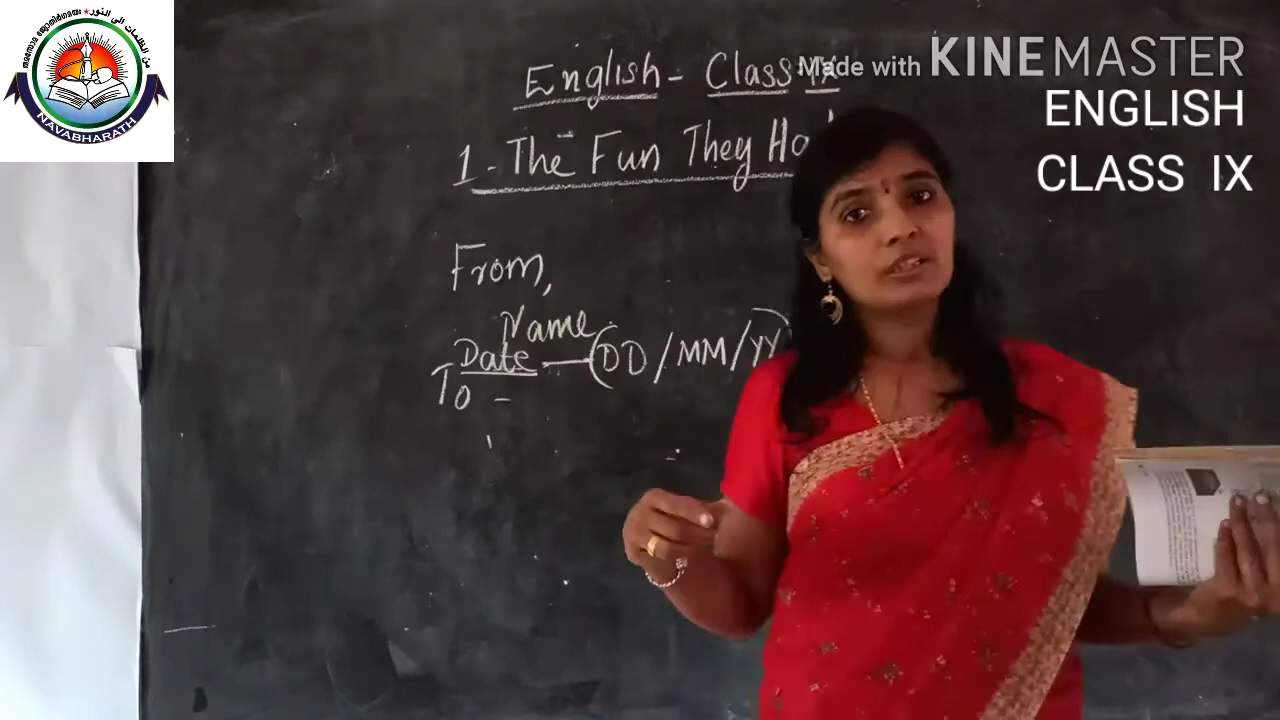 NAVABHARATH
Made with KINEMASTER
ENGLISH
CLASS IX
English - Class IX
1 - The Fun They Ha
From,
Name
Date — (DD/MM/YY)
To -